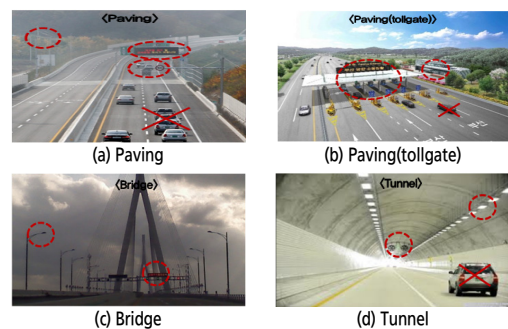 〈Paving〉
〈Paving(tollgate)〉
(a) Paving
(b) Paving(tollgate)
〈Bridge〉
〈Tunnel〉
(c) Bridge
(d) Tunnel